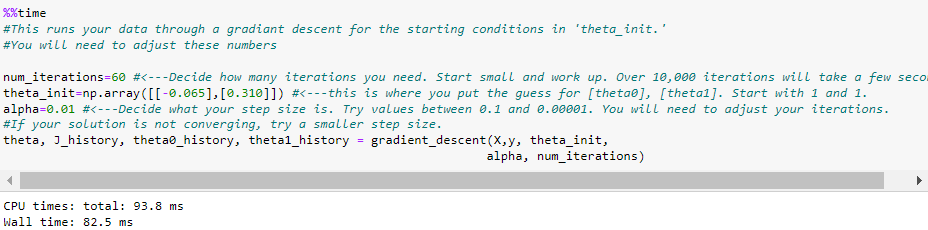 %%time
#This runs your data through a gradiant descent for the starting conditions in 'theta_init.'
#You will need to adjust these numbers
num_iterations=60 #<---Decide how many iterations you need. Start small and work up. Over 10,000 iterations will take a few
theta_init=np.array([[-0.065],[0.310]]) #<---this is where you put the guess for [theta0], [theta1]. Start with 1 and 1.
alpha=0.01 #<---Decide what your step size is. Try values between 0.1 and 0.00001. You will need to adjust your iterations.
#If your solution is not converging, try a smaller step size.
theta, J_history, theta0_history, theta1_history = gradient_descent(X,y, theta_init,
alpha, num_iterations)
CPU times: total: 93.8 ms
Wall time: 82.5 ms